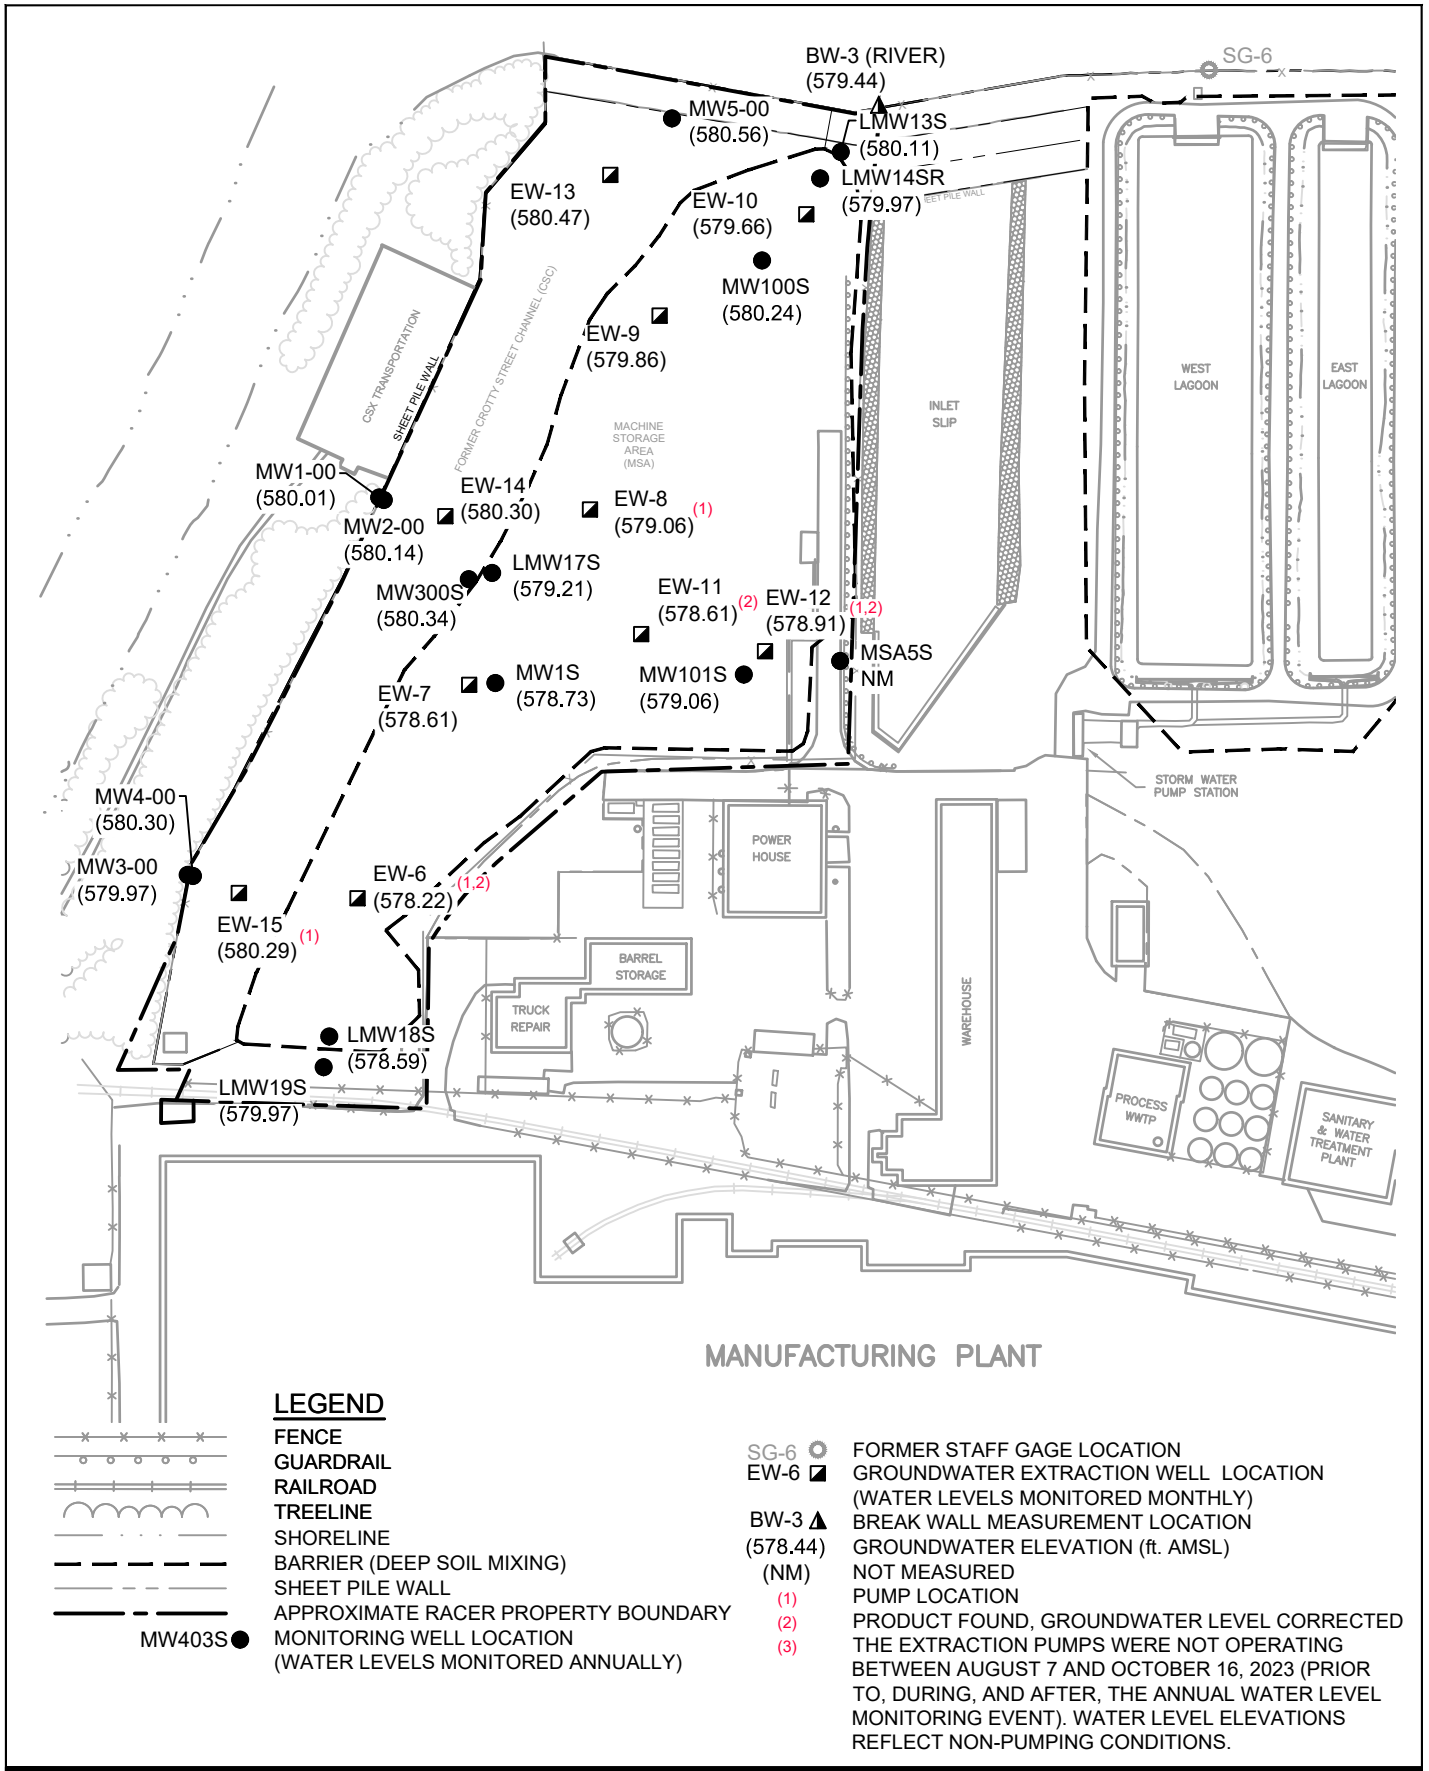 BW-3 (RIVER)
(579.44)
SG-6
MW5-00
(580.56)
LMW13S
(580.11)
EW-13
(580.47)
EW-10
(579.66)
LMW14SR
(579.97)
SHEET PILE WALL
MW100S
(580.24)
EW-9
(579.86)
CSX TRANSPORTATION
SHEET PILE WALL
FORMER CROTTY STREET CHANNEL (CSC)
MACHINE
STORAGE
AREA
(MSA)
INLET
SLIP
WEST
LAGOON
EAST
LAGOON
MW1-00
(580.01)
MW2-00
(580.14)
EW-14
(580.30)
EW-8
(579.06) (1)
LMW17S
(579.21)
MW300S
(580.34)
EW-11
(578.61) (2)
EW-12
(578.91) (1,2)
MSA5S
NM
MW101S
(579.06)
MW1S
(578.73)
EW-7
(578.61)
STORM WATER
PUMP STATION
MW4-00
(580.30)
MW3-00
(579.97)
EW-6
(578.22) (1,2)
EW-15
(580.29) (1)
POWER
HOUSE
BARREL
STORAGE
TRUCK
REPAIR
WAREHOUSE
LMW18S
(578.59)
LMW19S
(579.97)
PROCESS
WWTP
SANITARY
& WATER
TREATMENT
PLANT
MANUFACTURING PLANT
LEGEND
FENCE
GUARDRAIL
RAILROAD
TREELINE
SHORELINE
BARRIER (DEEP SOIL MIXING)
SHEET PILE WALL
APPROXIMATE RACER PROPERTY BOUNDARY
MW403S MONITORING WELL LOCATION
(WATER LEVELS MONITORED ANNUALLY)
SG-6 FORMER STAFF GAGE LOCATION
EW-6 GROUNDWATER EXTRACTION WELL LOCATION
(WATER LEVELS MONITORED MONTHLY)
BW-3 BREAK WALL MEASUREMENT LOCATION
(578.44) GROUNDWATER ELEVATION (ft. AMSL)
(NM) NOT MEASURED
(1) PUMP LOCATION
(2) PRODUCT FOUND, GROUNDWATER LEVEL CORRECTED
(3) THE EXTRACTION PUMPS WERE NOT OPERATING
BETWEEN AUGUST 7 AND OCTOBER 16, 2023 (PRIOR
TO, DURING, AND AFTER, THE ANNUAL WATER LEVEL
MONITORING EVENT). WATER LEVEL ELEVATIONS
REFLECT NON-PUMPING CONDITIONS.